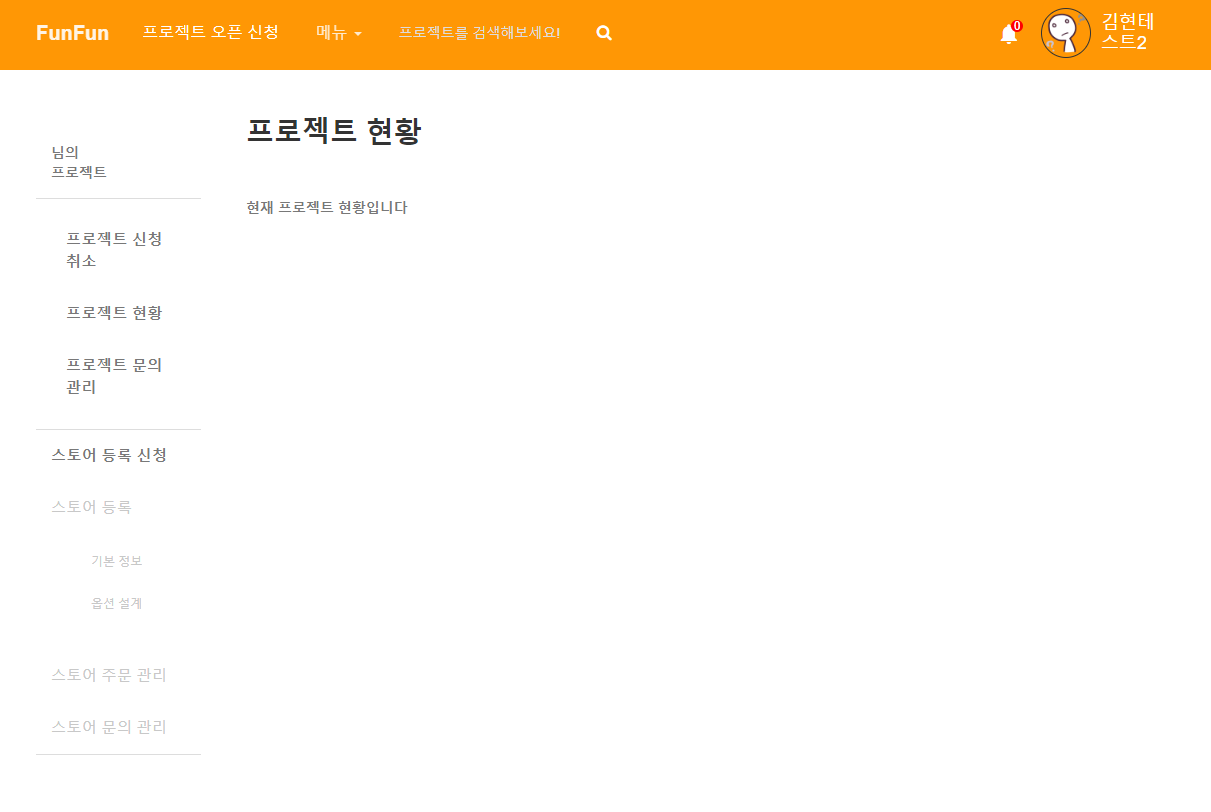 FunFun 프로젝트 오픈 신청 메뉴 프로젝트를 검색해보세요! 0 김현테
스트2
프로젝트 현황
님의
프로젝트
현재 프로젝트 현황입니다
프로젝트 신청
취소
프로젝트 현황
프로젝트 문의
관리
스토어 등록 신청
스토어 등록
기본 정보
옵션 설계
스토어 주문 관리
스토어 문의 관리